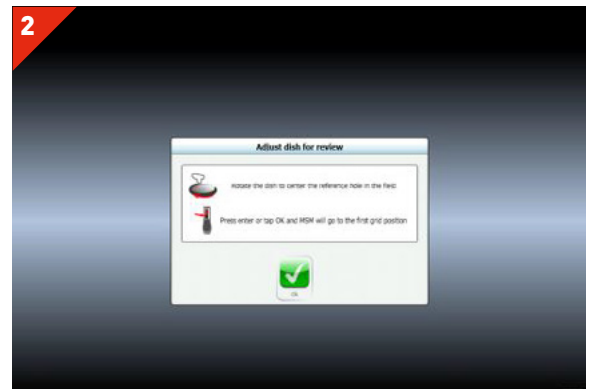 2
Adjust dish for review
Rotate the dish to center the reference hole in the field
Press enter or tap OK and MSM will go to the first grid position
Ok